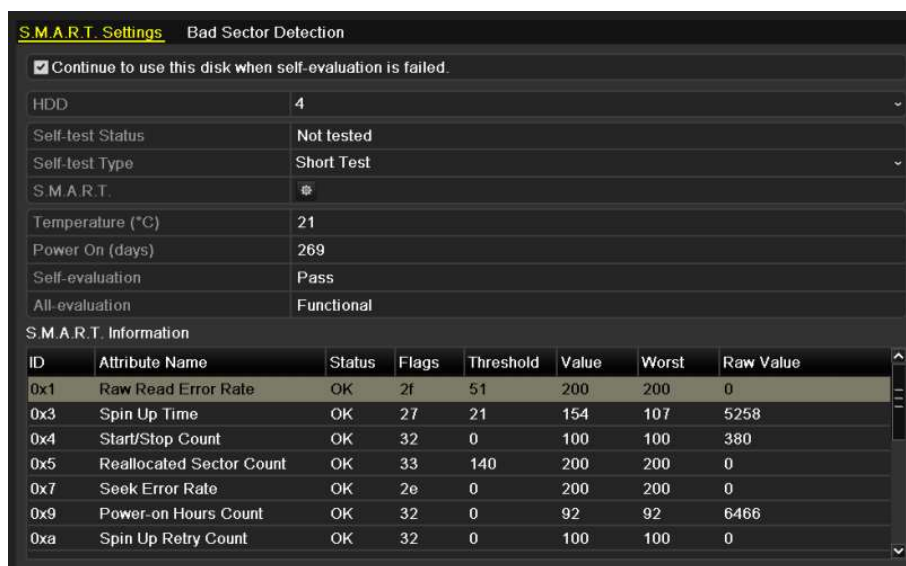 S.M.A.R.T. Settings Bad Sector Detection
Continue to use this disk when self-evaluation is failed.
HDD 4
Self-test Status Not tested
Self-test Type Short Test
S.M.A.R.T.
Temperature (°C) 21
Power On (days) 269
Self-evaluation Pass
All-evaluation Functional
S.M.A.R.T. Information
ID Attribute Name Status Flags Threshold Value Worst Raw Value
0x1 Raw Read Error Rate OK 2f 51 200 200 0
0x3 Spin Up Time OK 27 21 154 107 5258
0x4 Start/Stop Count OK 32 0 100 100 380
0x5 Reallocated Sector Count OK 33 140 200 200 0
0x7 Seek Error Rate OK 2e 0 200 200 0
0x9 Power-on Hours Count OK 32 0 92 92 6466
0xa Spin Up Retry Count OK 32 0 100 100 0